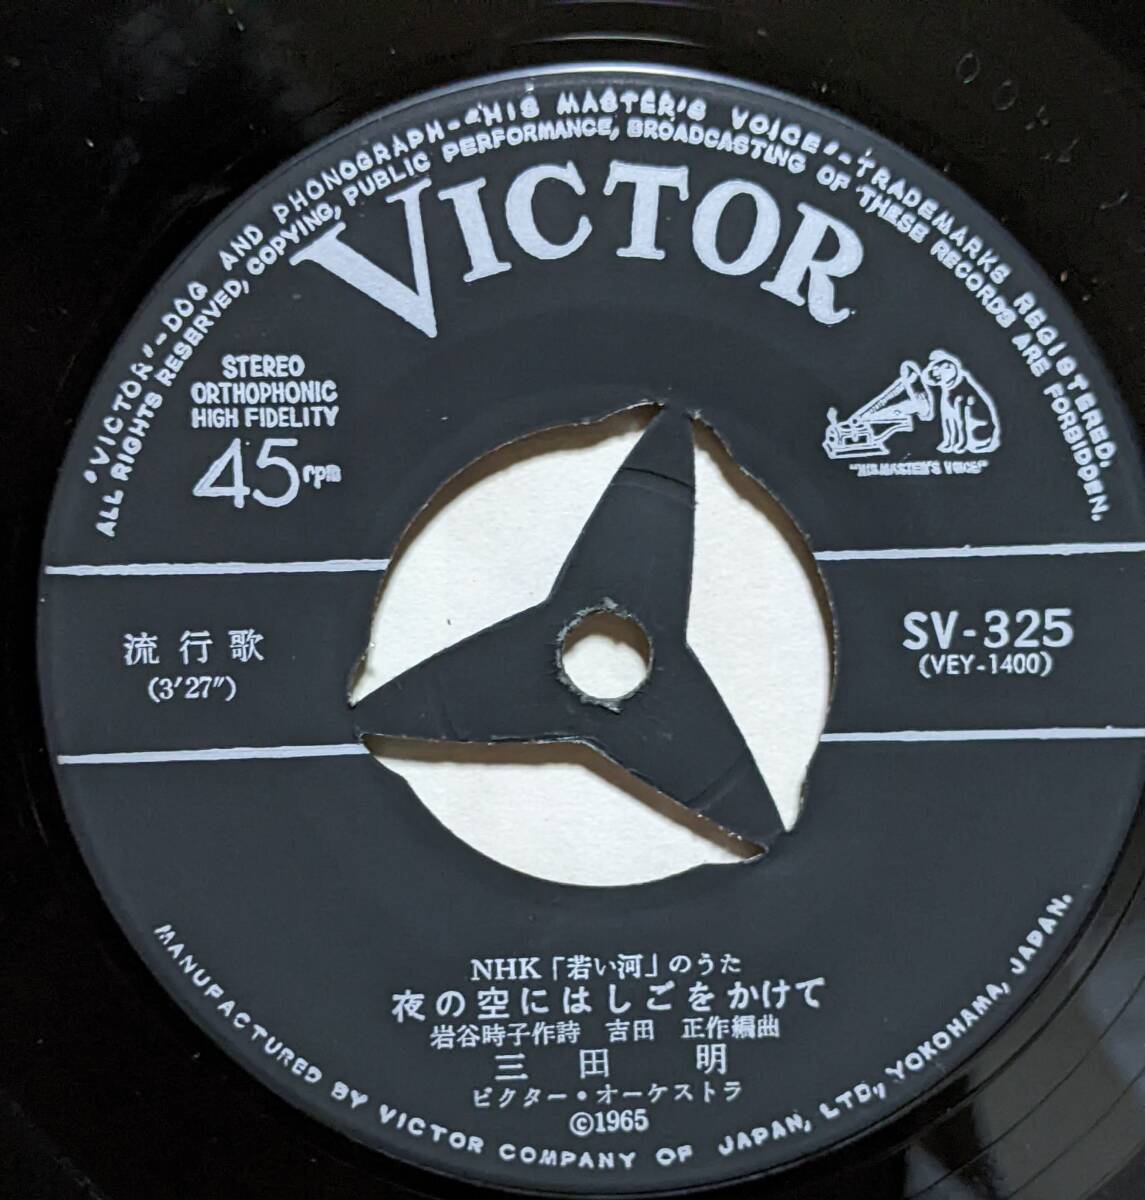 "VICTOR"-DOG AND PHONOGRAPH-"HIS MASTER'S VOICE"-TRADEMARKS REGISTERED.
ALL RIGHTS RESERVED, COPYING, PUBLIC PERFORMANCE, BROADCASTING OF THESE RECORDS ARE FORBIDDEN.
VICTOR
STEREO
ORTHOPHONIC
HIGH FIDELITY
45rpm
"HIS MASTER'S VOICE"
流行歌
(3′27″)
SV-325
(VEY-1400)
NHK「若い河」のうた
夜の空にはしごをかけて
岩谷時子作詩 吉田 正作編曲
三田 明
ビクター・オーケストラ
©1965
MANUFACTURED BY VICTOR COMPANY OF JAPAN, LTD., YOKOHAMA, JAPAN.